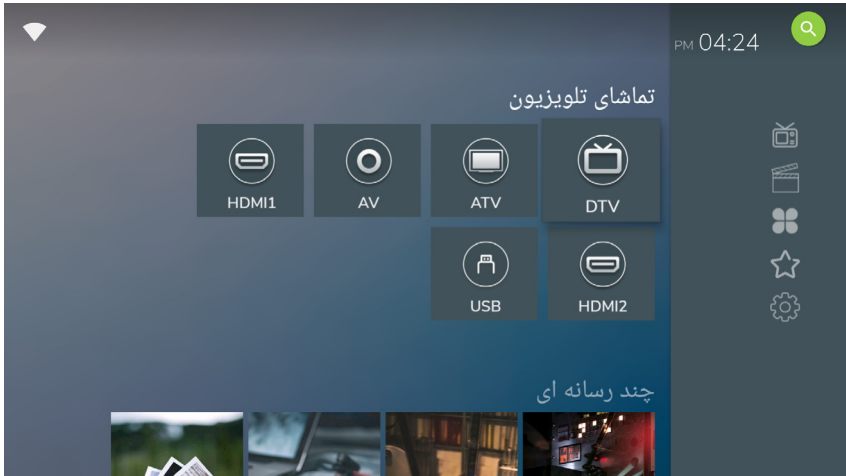 PM 04:24
تماشای تلویزیون
DTV
ATV
AV
HDMI1
HDMI2
USB
چند رسانه ای